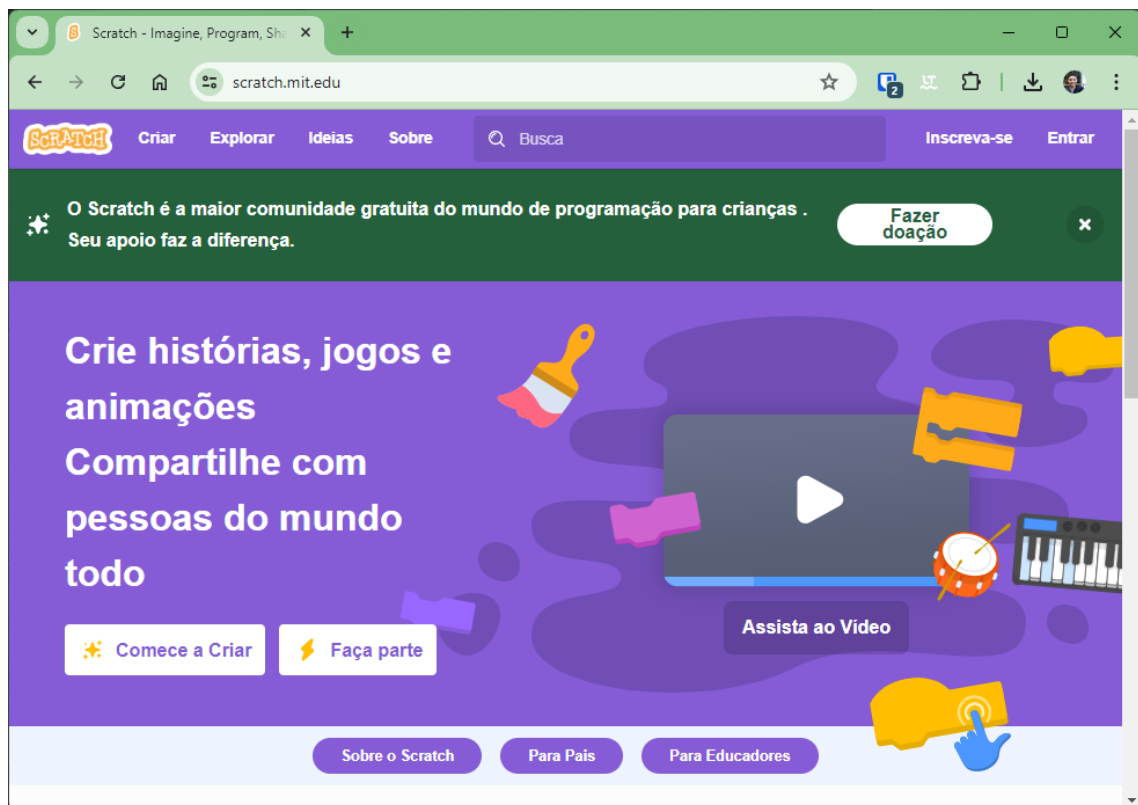 Scratch - Imagine, Program, Sha
scratch.mit.edu
2
SCRATCH Criar Explorar Ideias Sobre Busca Inscreva-se Entrar
O Scratch é a maior comunidade gratuita do mundo de programação para crianças .
Seu apoio faz a diferença.
Fazer
doação
Crie histórias, jogos e
animações
Compartilhe com
pessoas do mundo
todo
Comece a Criar Faça parte
Assista ao Vídeo
Sobre o Scratch Para Pais Para Educadores